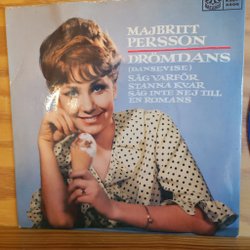 MAJBRITT
PERSSON
DRÖMDANS
(DANSEVISE)
SÄG VARFÖR
STANNA KVAR
SÄG INTE NEJ TILL
EN ROMANS